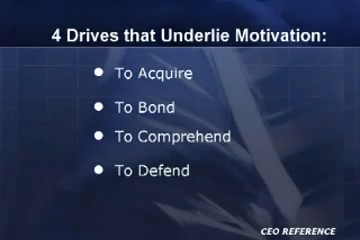 4 Drives that Underlie Motivation:
To Acquire
To Bond
To Comprehend
To Defend
CEO REFERENCE